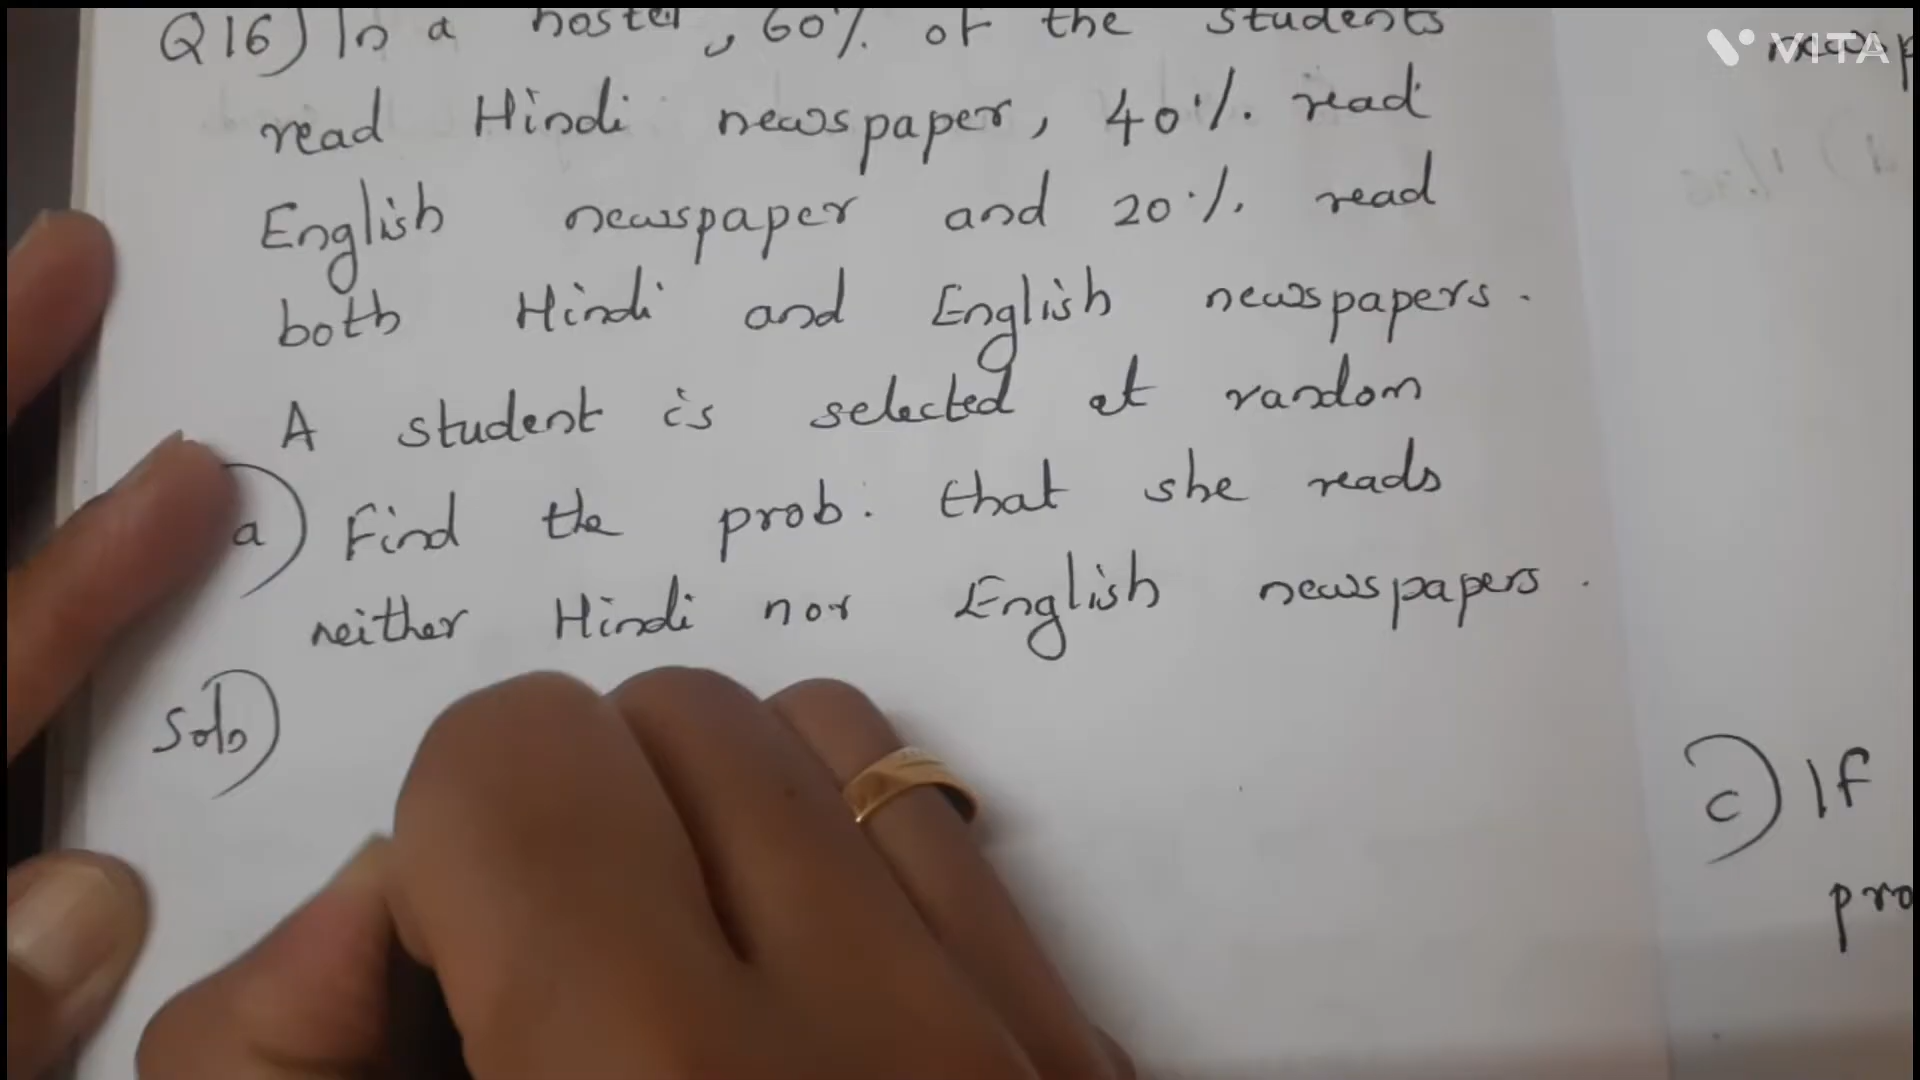 Q16) In a hostel, 60% of the students
read Hindi newspaper, 40% read
English newspaper and 20% read
both Hindi and English newspapers.
A student is selected at random
a) Find the prob. that she reads
neither Hindi nor English newspapers.
Soln)
newsp
VITA
c) If
pro